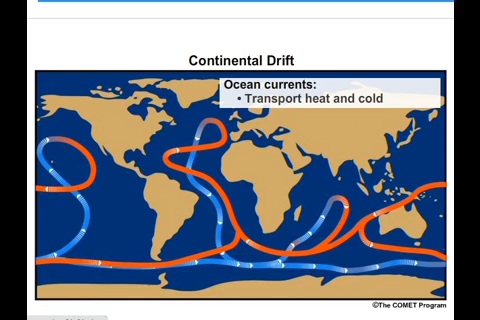 Continental Drift
Ocean currents:
• Transport heat and cold
©The COMET Program